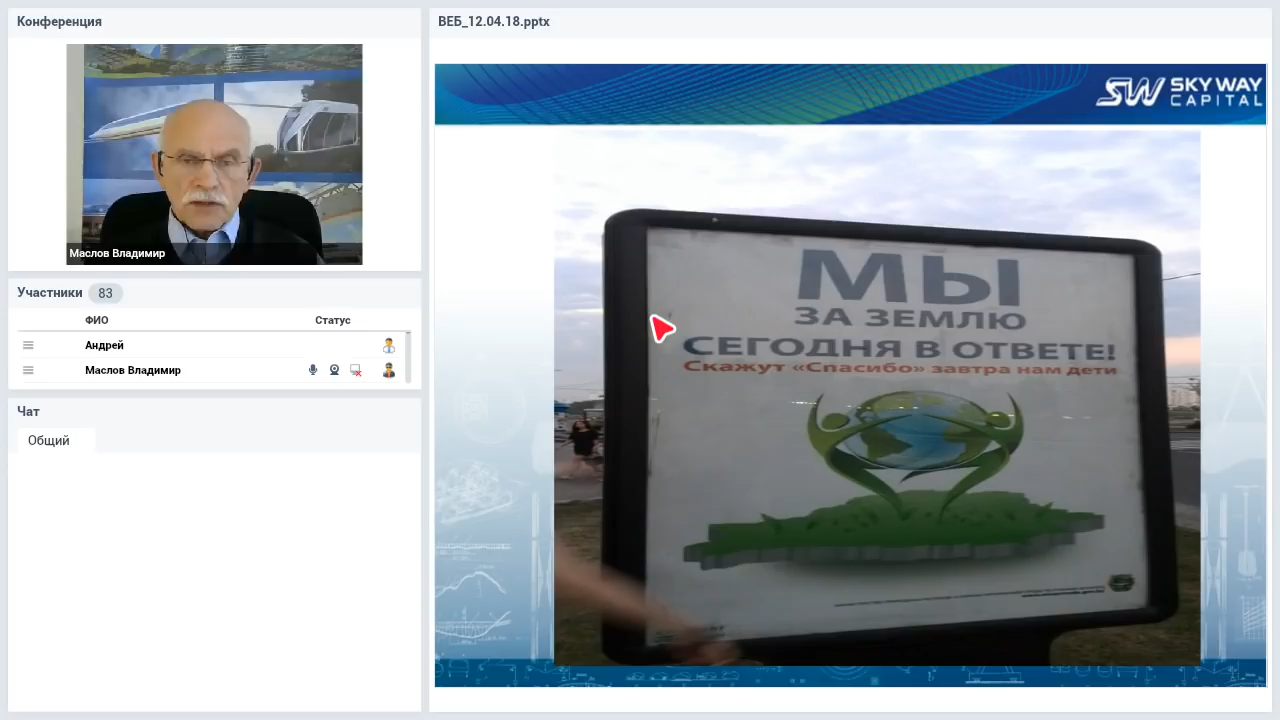 Конференция
Маслов Владимир
Участники 83
ФИО Статус
Андрей
Маслов Владимир
Чат
Общий
ВЕБ_12.04.18.pptx
SW SKY WAY
CAPITAL
МЫ
ЗА ЗЕМЛЮ
СЕГОДНЯ В ОТВЕТЕ!
Скажут «Спасибо» завтра нам дети